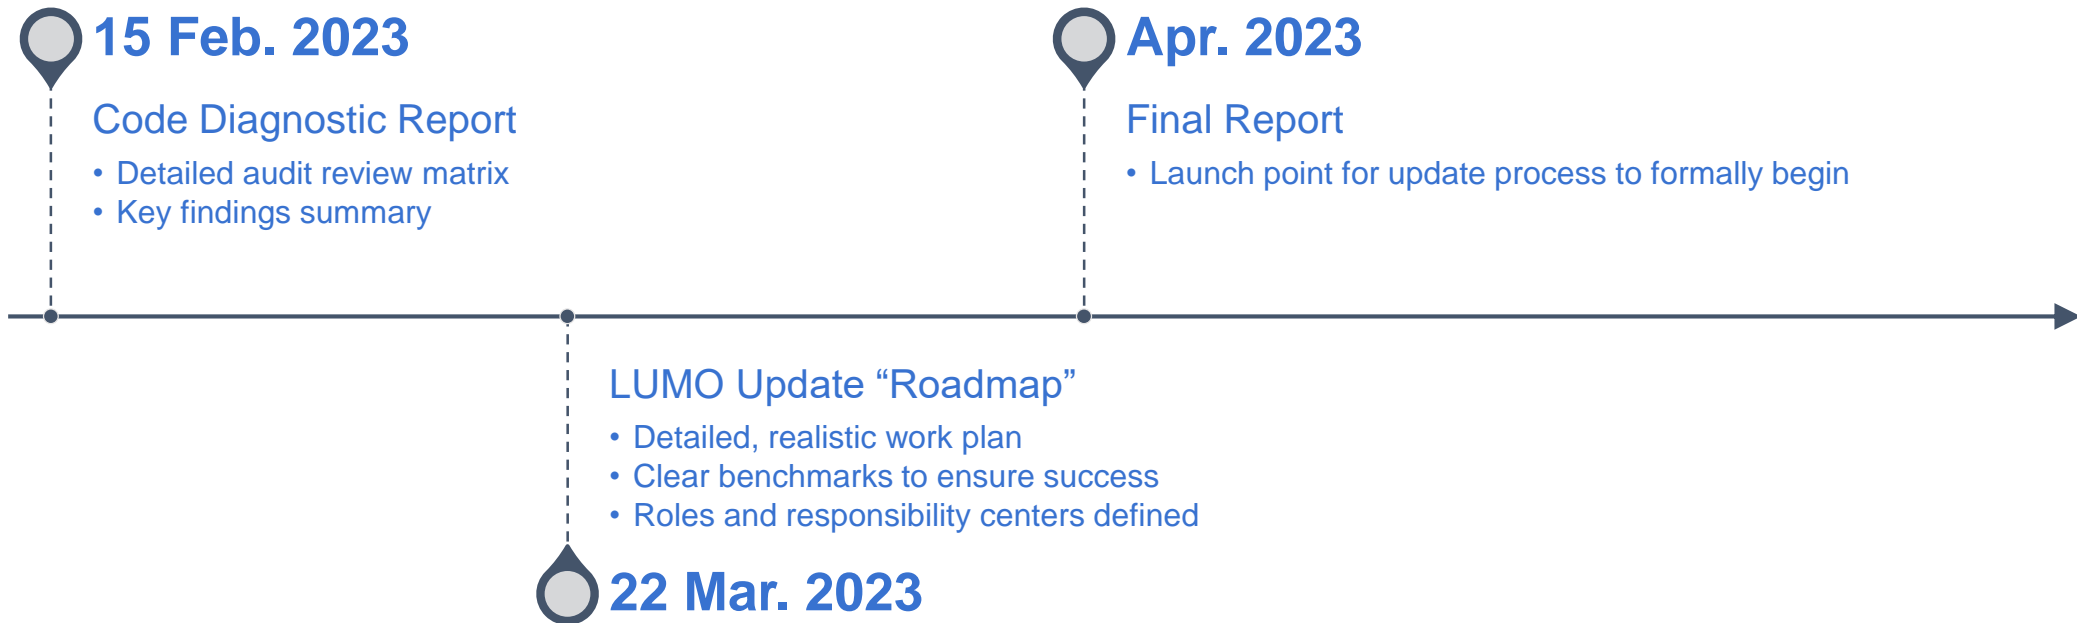 15 Feb. 2023
Code Diagnostic Report
• Detailed audit review matrix
• Key findings summary
Apr. 2023
Final Report
• Launch point for update process to formally begin
LUMO Update “Roadmap”
• Detailed, realistic work plan
• Clear benchmarks to ensure success
• Roles and responsibility centers defined
22 Mar. 2023